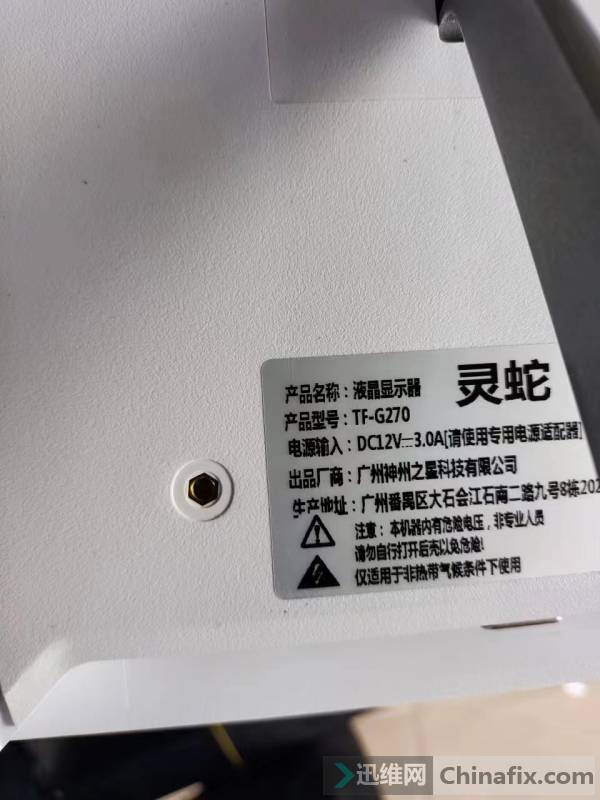 灵蛇
产品名称：液晶显示器
产品型号：TF-G270
电源输入：DC12V⎓3.0A[请使用专用电源适配器]
出品厂商：广州神州之星科技有限公司
生产地址：广州番禺区大石会江石南二路九号8栋202
注意：本机器内有危险电压，非专业人员
请勿自行打开后壳以免危险!
仅适用于非热带气候条件下使用
迅维网 Chinafix.com